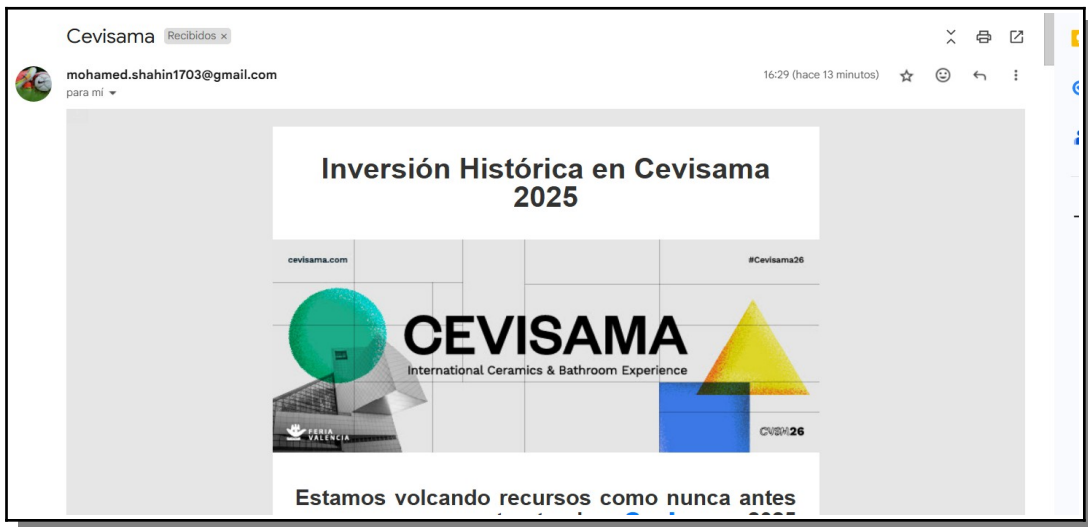 Cevisama Recibidos x
mohamed.shahin1703@gmail.com 16:29 (hace 13 minutos)
para mí
Inversión Histórica en Cevisama
2025
cevisama.com #Cevisama26
CEVISAMA
International Ceramics & Bathroom Experience
FERIA
VALENCIA CVSM26
Estamos volcando recursos como nunca antes